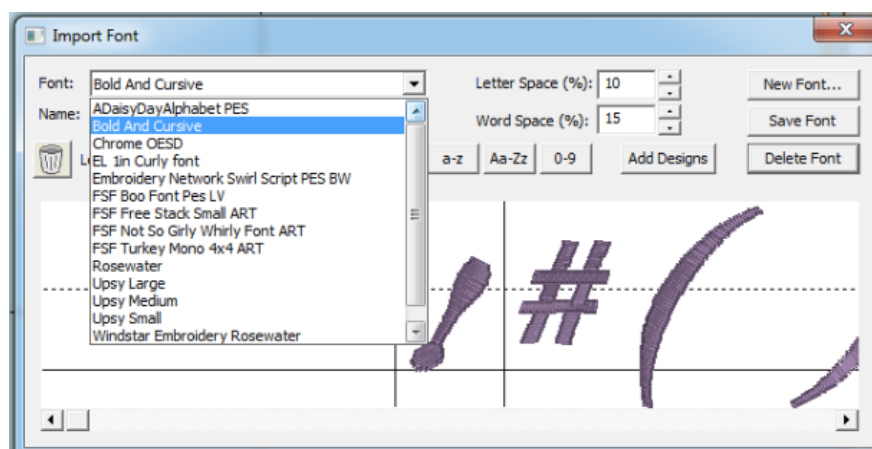 Import Font
Font: Bold And Cursive Letter Space (%): 10 New Font...
Name: Word Space (%): 15 Save Font
a-z Aa-Zz 0-9 Add Designs Delete Font
ADaisyDayAlphabet PES
Bold And Cursive
Chrome OESD
EL 1in Curly font
Embroidery Network Swirl Script PES BW
FSF Boo Font Pes LV
FSF Free Stack Small ART
FSF Not So Girly Whirly Font ART
FSF Turkey Mono 4x4 ART
Rosewater
Upsy Large
Upsy Medium
Upsy Small
Windstar Embroidery Rosewater
! # ( )